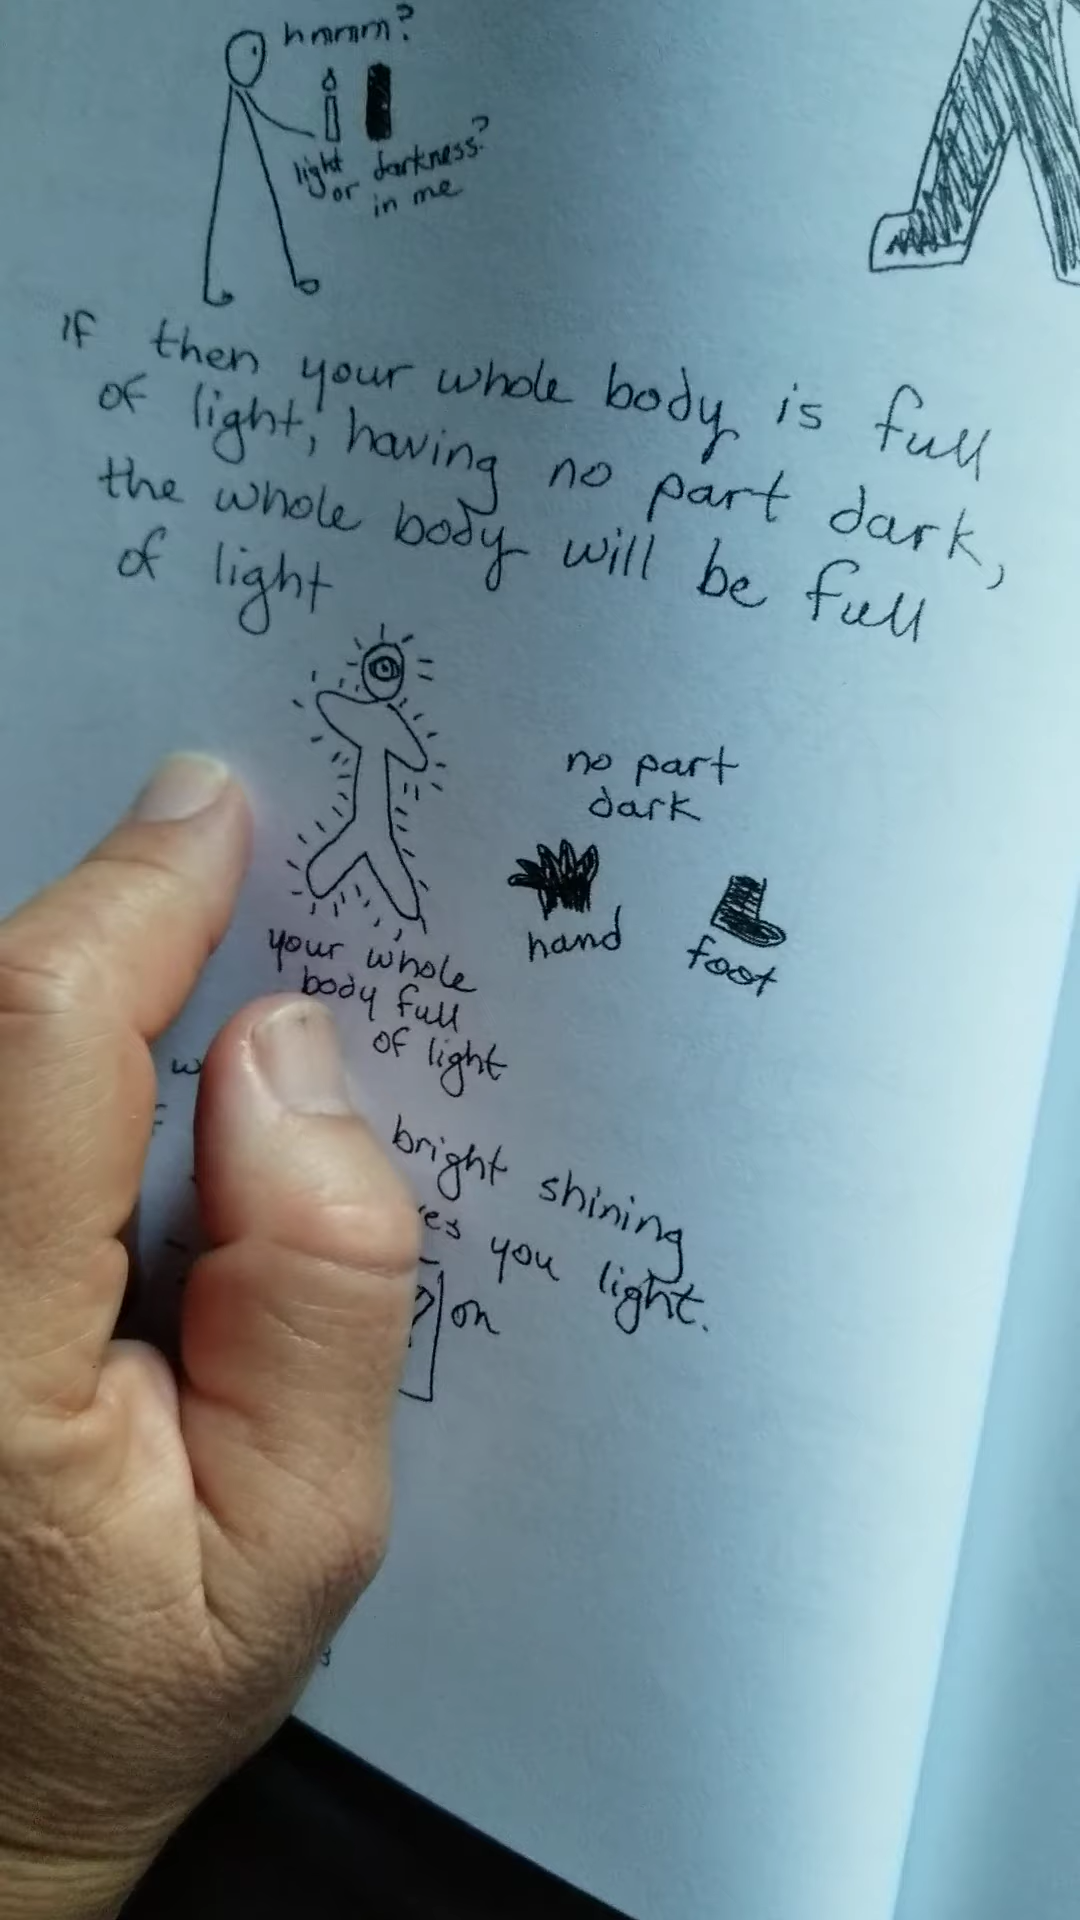 hmmm?
light darkness?
or in me
If then your whole body is full
of light, having no part dark,
the whole body will be full
of light
no part
dark
hand
foot
your whole
body full
of light
bright shining
you light.
on